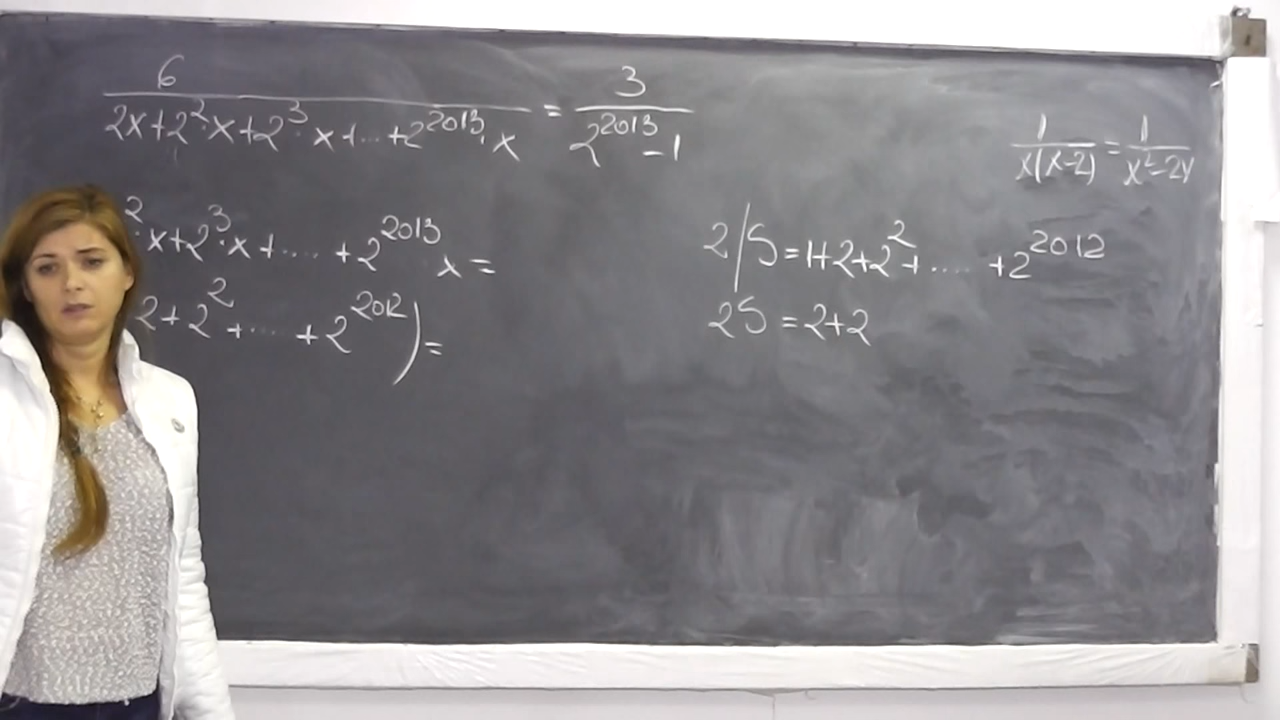 6/(2x+2²·x+2³·x+...+2²⁰¹³·x) = 3/(2²⁰¹³-1)
1/(x(x-2)) = 1/(x²-2x)
²·x+2³·x+.....+2²⁰¹³x=
2+2²+.....+2²⁰¹²)=
2/S=1+2+2²+.....+2²⁰¹²
2S=2+2